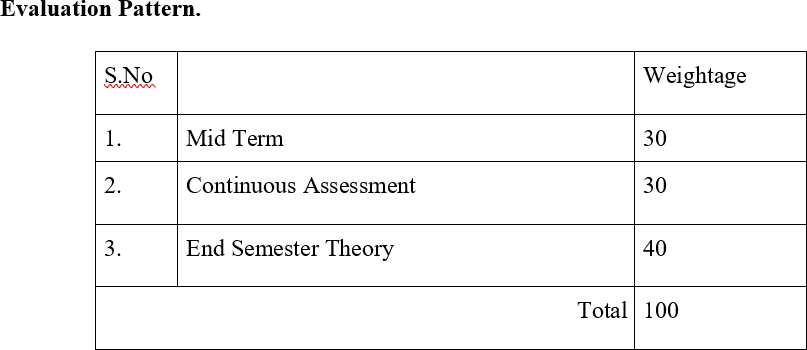 Evaluation Pattern.
S.No Weightage
1. Mid Term 30
2. Continuous Assessment 30
3. End Semester Theory 40
Total 100